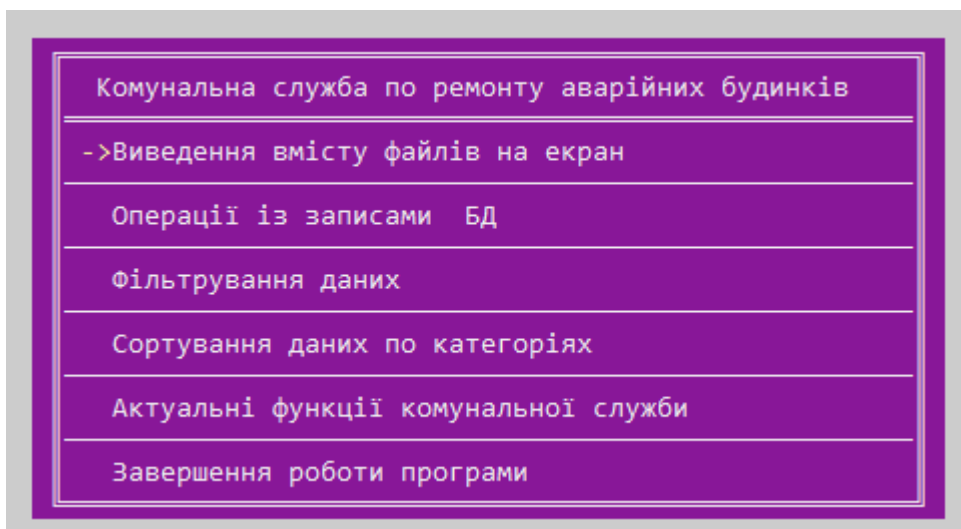 Комунальна служба по ремонту аварійних будинків
->Виведення вмісту файлів на екран
Операції із записами  БД
Фільтрування даних
Сортування даних по категоріях
Актуальні функції комунальної служби
Завершення роботи програми